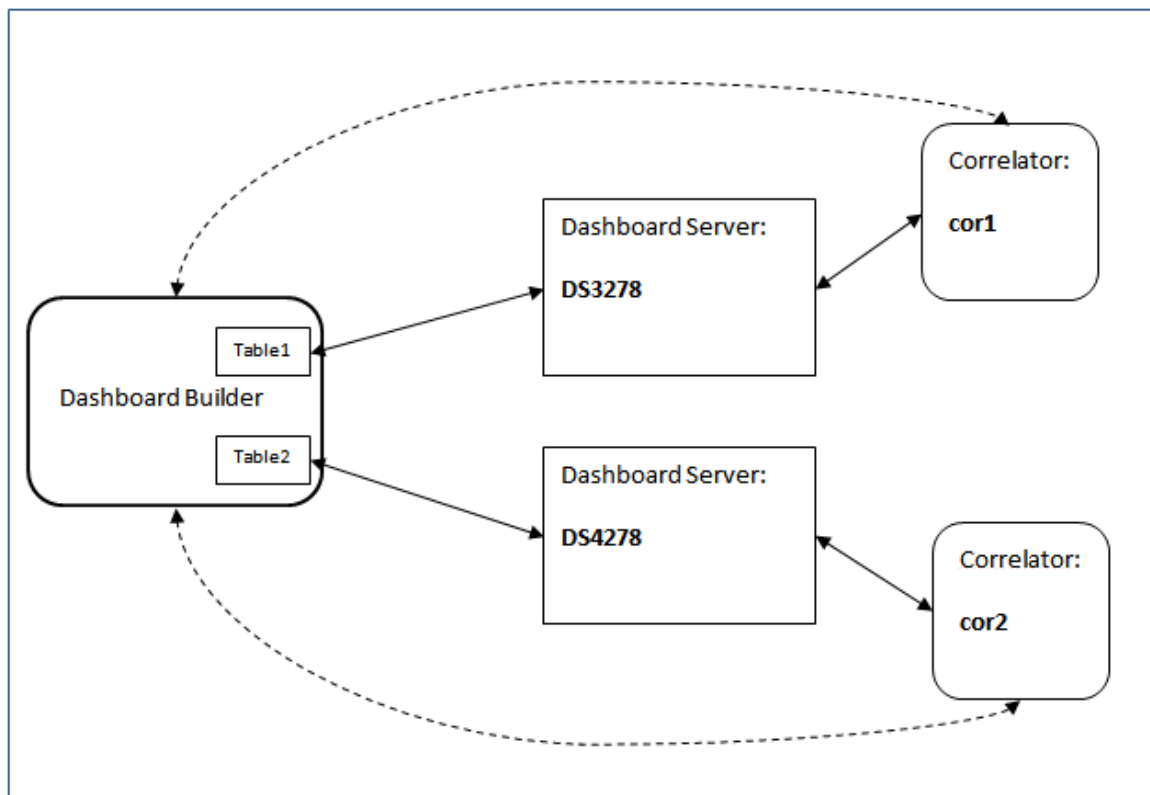 Correlator:
cor1
Dashboard Server:
DS3278
Table1
Dashboard Builder
Table2
Dashboard Server:
DS4278
Correlator:
cor2